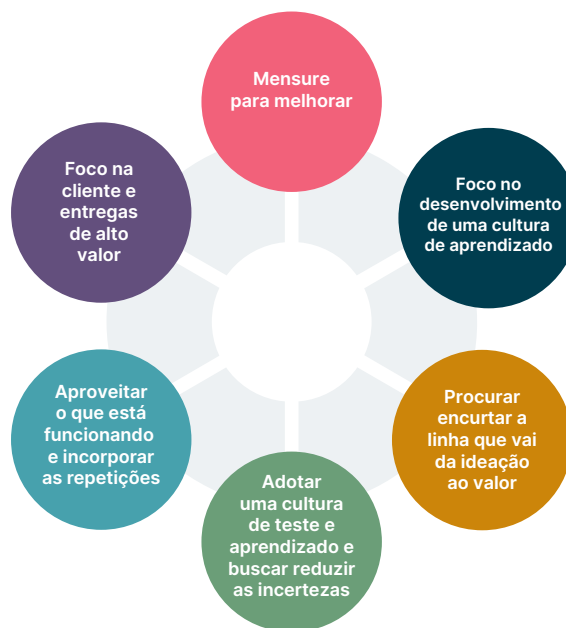 Mensure
para melhorar
Foco no
desenvolvimento
de uma cultura
de aprendizado
Procurar
encurtar a
linha que vai
da ideação
ao valor
Adotar
uma cultura
de teste e
aprendizado e
buscar reduzir
as incertezas
Aproveitar
o que está
funcionando
e incorporar
as repetições
Foco na
cliente e
entregas
de alto
valor